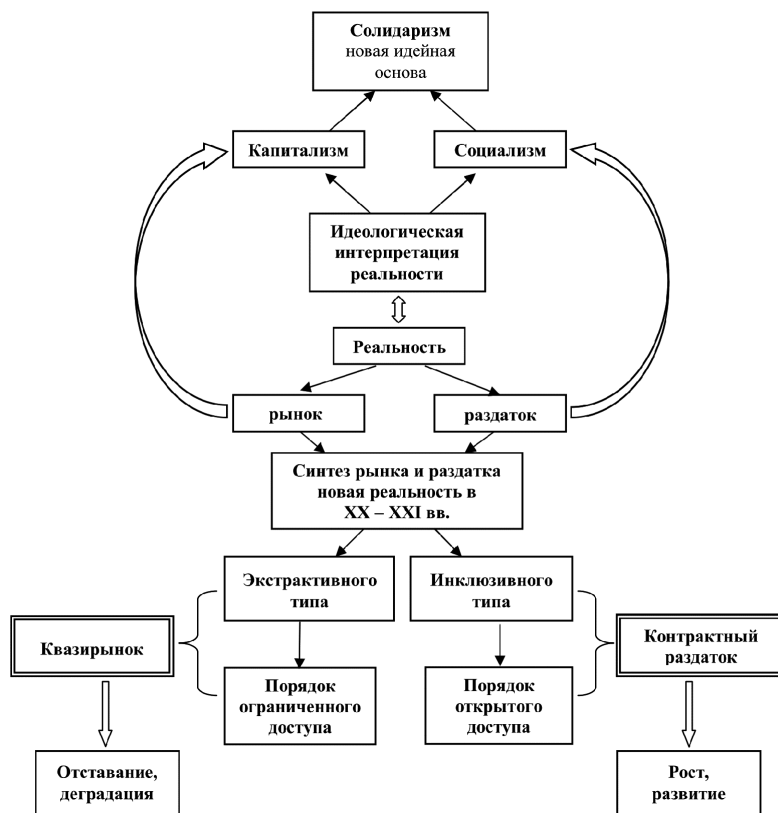 Солидаризм
новая идейная
основа
Капитализм
Социализм
Идеологическая
интерпретация
реальности
Реальность
рынок
раздаток
Синтез рынка и раздатка
новая реальность в
XX – XXI вв.
Экстрактивного
типа
Инклюзивного
типа
Квазирынок
Контрактный
раздаток
Порядок
ограниченного
доступа
Порядок
открытого
доступа
Отставание,
деградация
Рост,
развитие